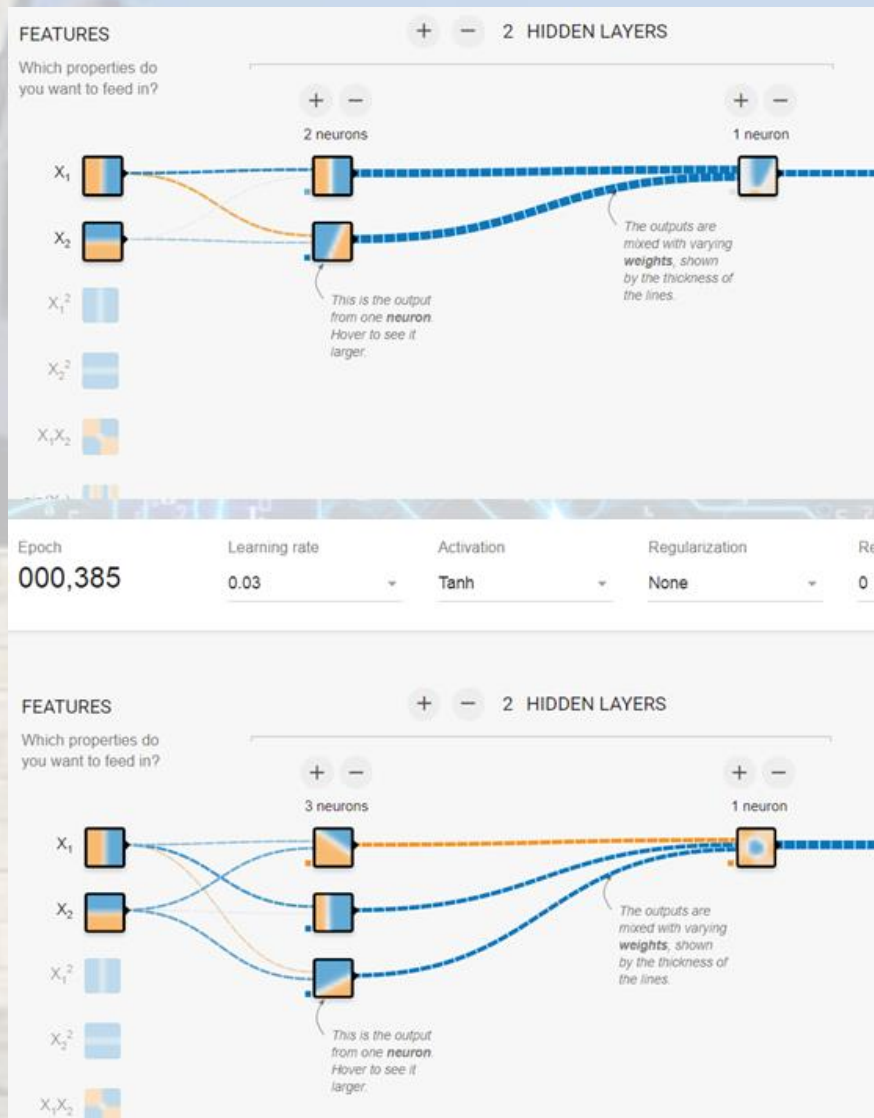 FEATURES
+ − 2 HIDDEN LAYERS
Which properties do
you want to feed in?
+ −
+ −
2 neurons
1 neuron
X₁
X₂
The outputs are
mixed with varying
weights, shown
by the thickness of
the lines.
This is the output
from one neuron.
Hover to see it
larger.
X₁²
X₂²
X₁X₂
Epoch
Learning rate
Activation
Regularization
Re
000,385
0.03
Tanh
None
0
FEATURES
+ − 2 HIDDEN LAYERS
Which properties do
you want to feed in?
+ −
+ −
3 neurons
1 neuron
X₁
X₂
The outputs are
mixed with varying
weights, shown
by the thickness of
the lines.
X₁²
This is the output
from one neuron.
Hover to see it
larger.
X₂²
X₁X₂